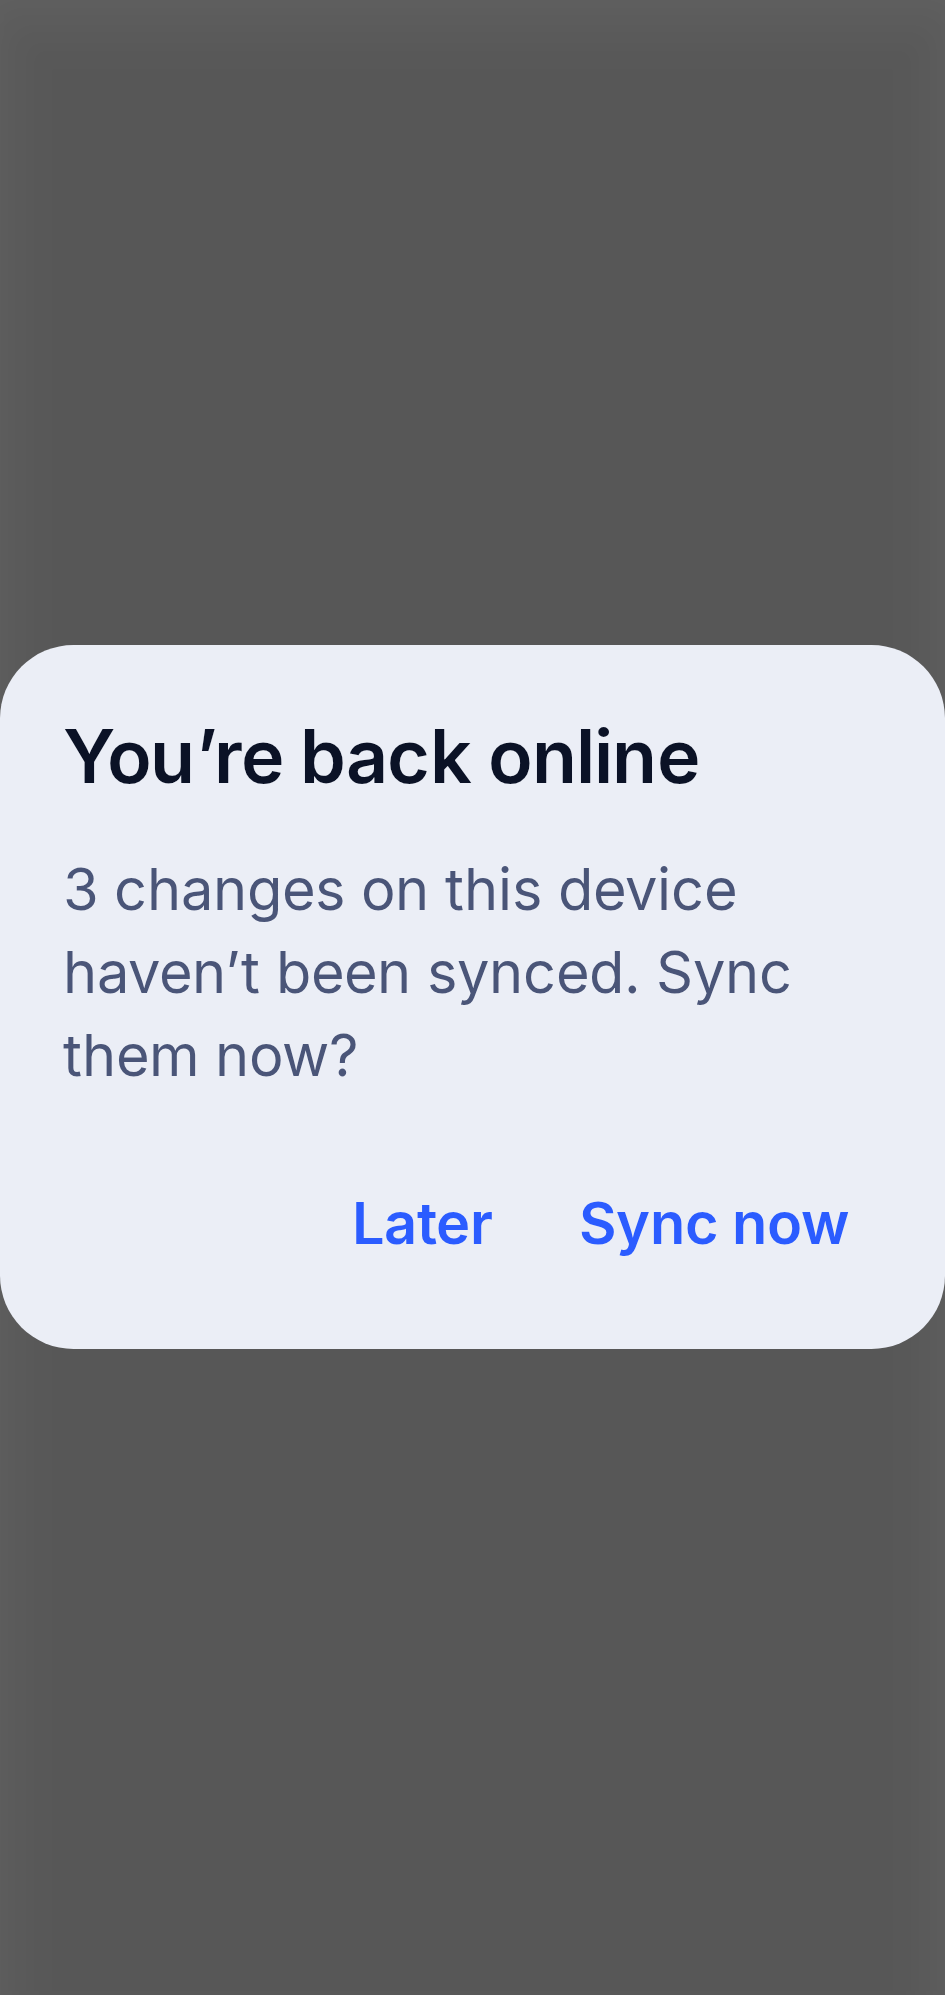 You’re back online
3 changes on this device
haven’t been synced. Sync
them now?
Later Sync now